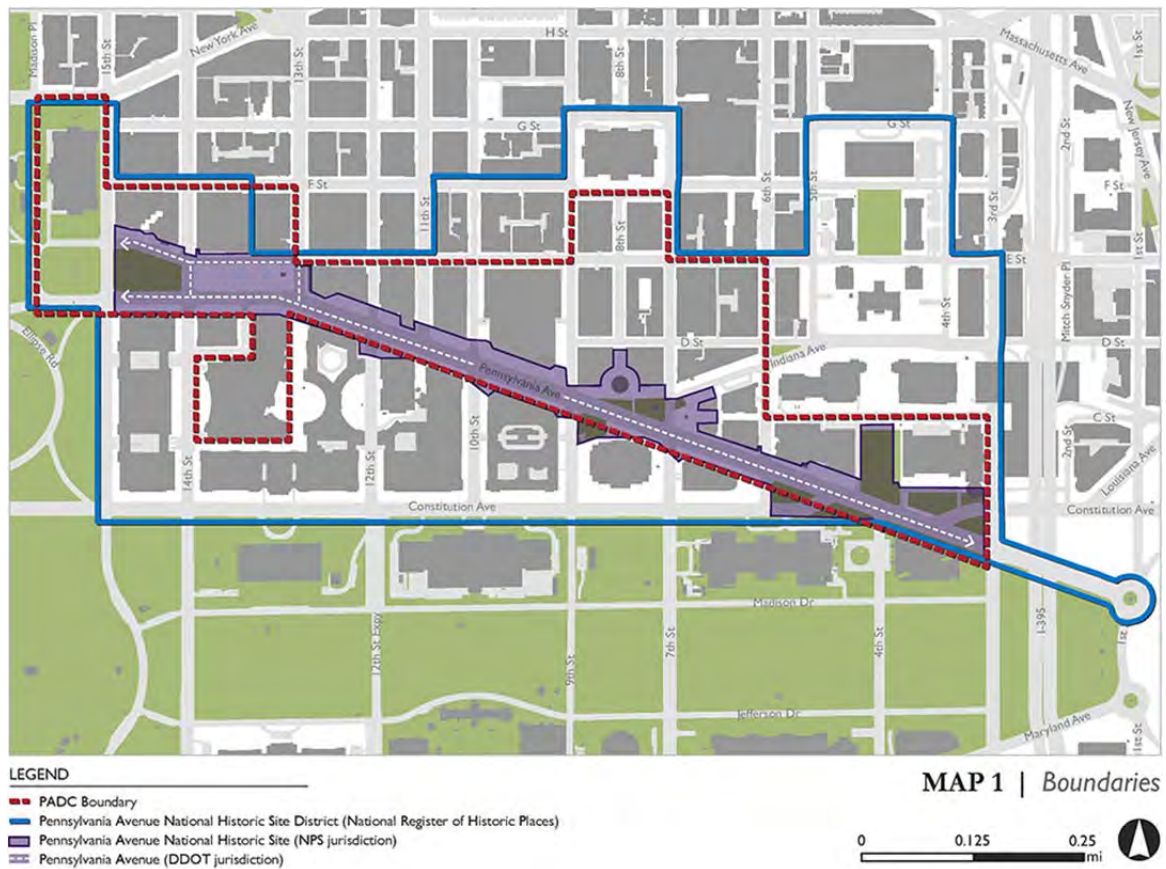 Madison Pl
15th St
New York Ave
13th St
H St
8th St
Massachusetts Ave
1st St
G St
G St
2nd St
New Jersey Ave
F St
11th St
8th St
6th St
5th St
3rd St
F St
1st St
E St
4th St
Mitch Snyder Pl
Ellipse Rd
D St
Indiana Ave
D St
Pennsylvania Ave
14th St
12th St
10th St
C St
2nd St
Louisiana Ave
Constitution Ave
Constitution Ave
Madison Dr
12th St Expy
9th St
7th St
4th St
I-395
1st
Jefferson Dr
Maryland Ave
1st St
LEGEND
PADC Boundary
Pennsylvania Avenue National Historic Site District (National Register of Historic Places)
Pennsylvania Avenue National Historic Site (NPS jurisdiction)
Pennsylvania Avenue (DDOT jurisdiction)
MAP 1 | Boundaries
0 0.125 0.25
mi